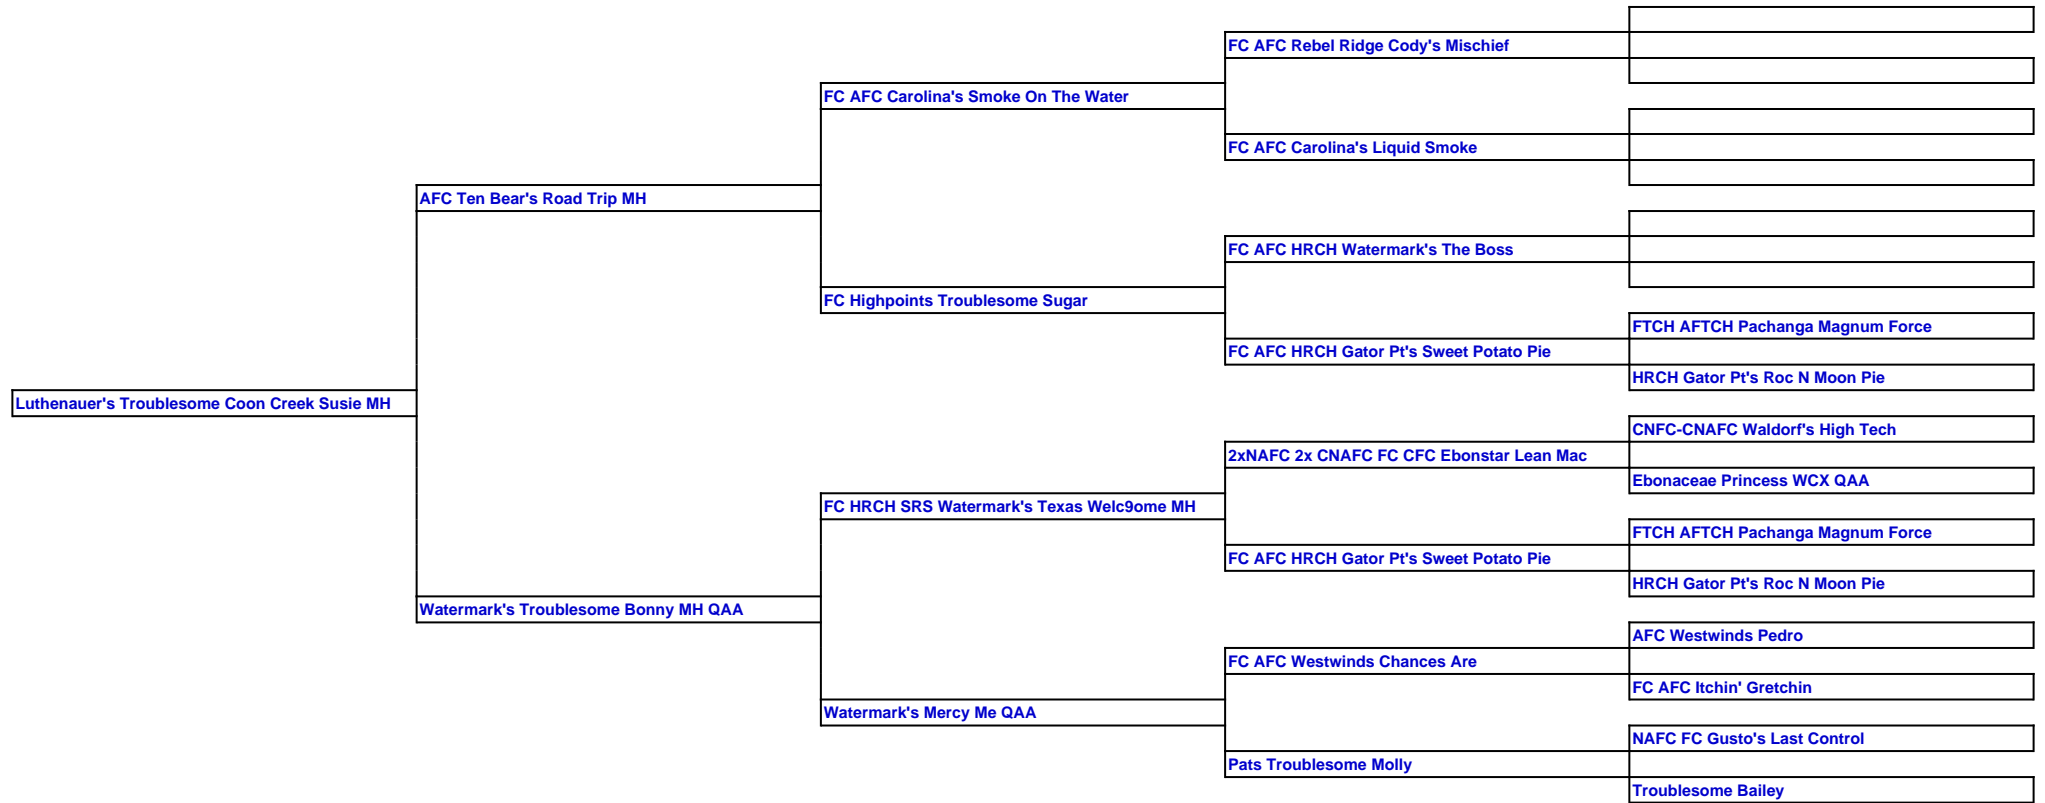 FC AFC Rebel Ridge Cody's Mischief
FC AFC Carolina's Smoke On The Water
FC AFC Carolina's Liquid Smoke
AFC Ten Bear's Road Trip MH
FC AFC HRCH Watermark's The Boss
FC Highpoints Troublesome Sugar
FTCH AFTCH Pachanga Magnum Force
FC AFC HRCH Gator Pt's Sweet Potato Pie
HRCH Gator Pt's Roc N Moon Pie
Luthenauer's Troublesome Coon Creek Susie MH
CNFC-CNAFC Waldorf's High Tech
2xNAFC 2x CNAFC FC CFC Ebonstar Lean Mac
Ebonaceae Princess WCX QAA
FC HRCH SRS Watermark's Texas Welc9ome MH
FTCH AFTCH Pachanga Magnum Force
FC AFC HRCH Gator Pt's Sweet Potato Pie
HRCH Gator Pt's Roc N Moon Pie
Watermark's Troublesome Bonny MH QAA
AFC Westwinds Pedro
FC AFC Westwinds Chances Are
FC AFC Itchin' Gretchin
Watermark's Mercy Me QAA
NAFC FC Gusto's Last Control
Pats Troublesome Molly
Troublesome Bailey